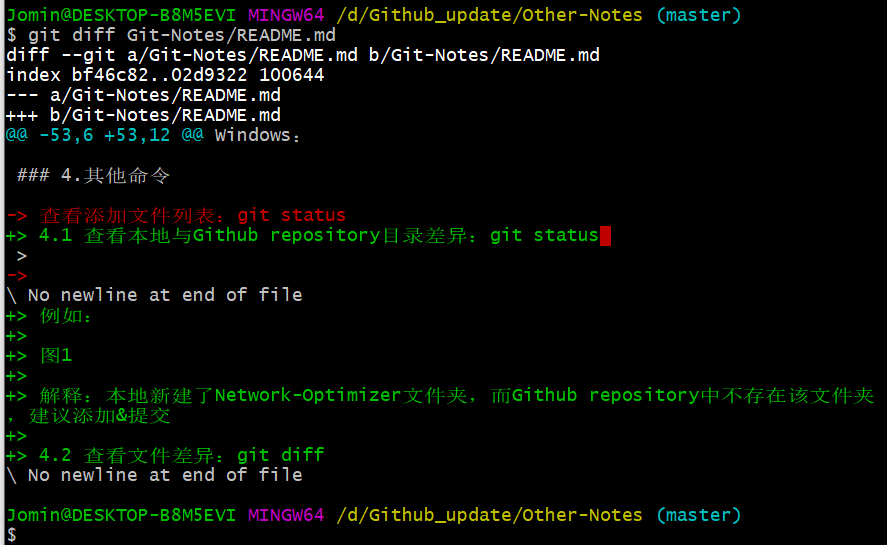 Jomin@DESKTOP-B8M5EVI MINGW64 /d/Github_update/Other-Notes (master)
$ git diff Git-Notes/README.md
diff --git a/Git-Notes/README.md b/Git-Notes/README.md
index bf46c82..02d9322 100644
--- a/Git-Notes/README.md
+++ b/Git-Notes/README.md
@@ -53,6 +53,12 @@ Windows：
 ### 4.其他命令
-> 查看添加文件列表：git status
+> 4.1 查看本地与Github repository目录差异：git status
 >
->
\ No newline at end of file
+> 例如：
+>
+> 图1
+>
+> 解释：本地新建了Network-Optimizer文件夹，而Github repository中不存在该文件夹
，建议添加&提交
+>
+> 4.2 查看文件差异：git diff
\ No newline at end of file
Jomin@DESKTOP-B8M5EVI MINGW64 /d/Github_update/Other-Notes (master)
$